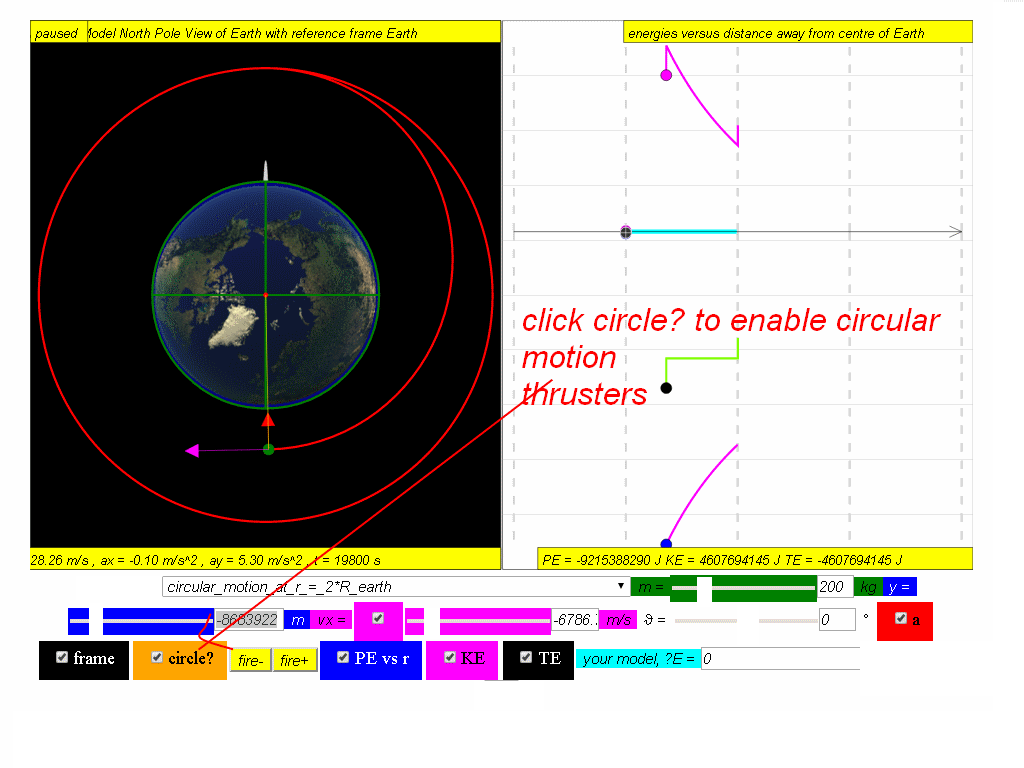 paused
Model North Pole View of Earth with reference frame Earth
energies versus distance away from centre of Earth
click circle? to enable circular
motion
thrusters
28.26 m/s , ax = -0.10 m/s^2 , ay = 5.30 m/s^2 , t = 19800 s
PE = -9215388290 J KE = 4607694145 J TE = -4607694145 J
circular_motion_at_r_=_2*R_earth m = 200 kg y =
-8683922 m vx = -6786. m/s ϑ = 0 ° a
frame circle? fire- fire+ PE vs r KE TE your model, ?E = 0